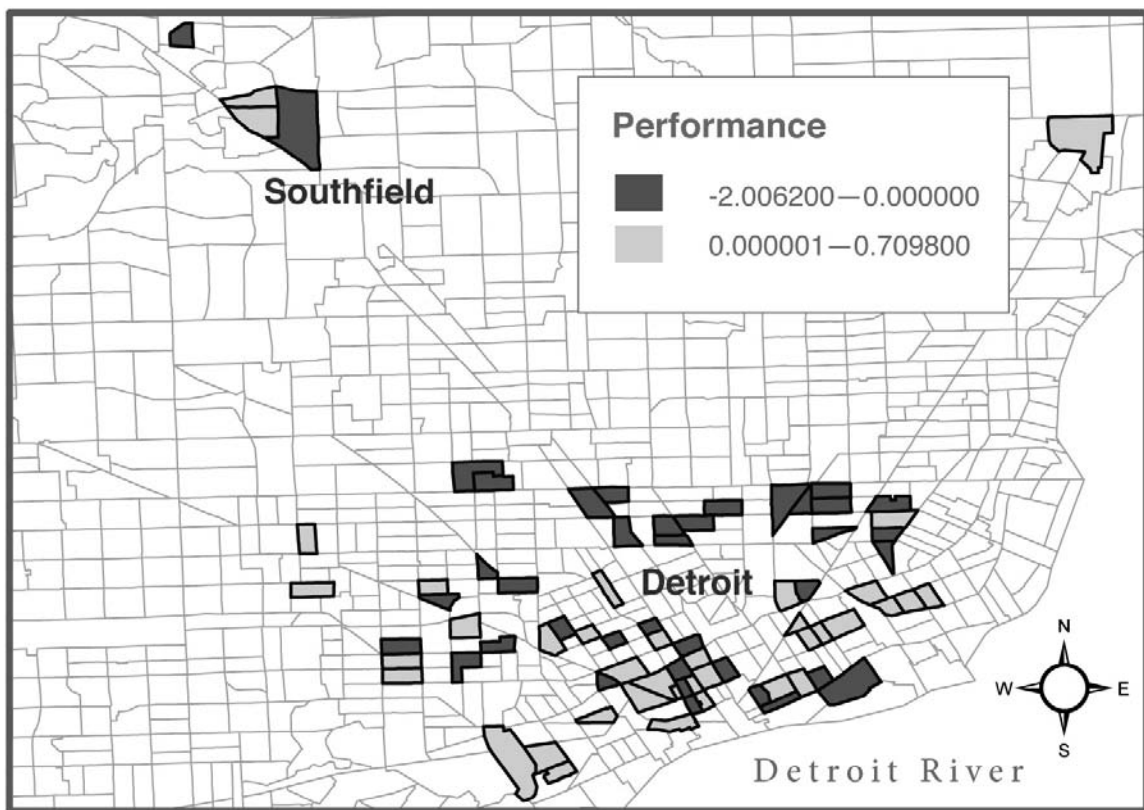 Performance
-2.006200—0.000000
0.000001—0.709800
Southfield
Detroit
N
W E
S
Detroit River